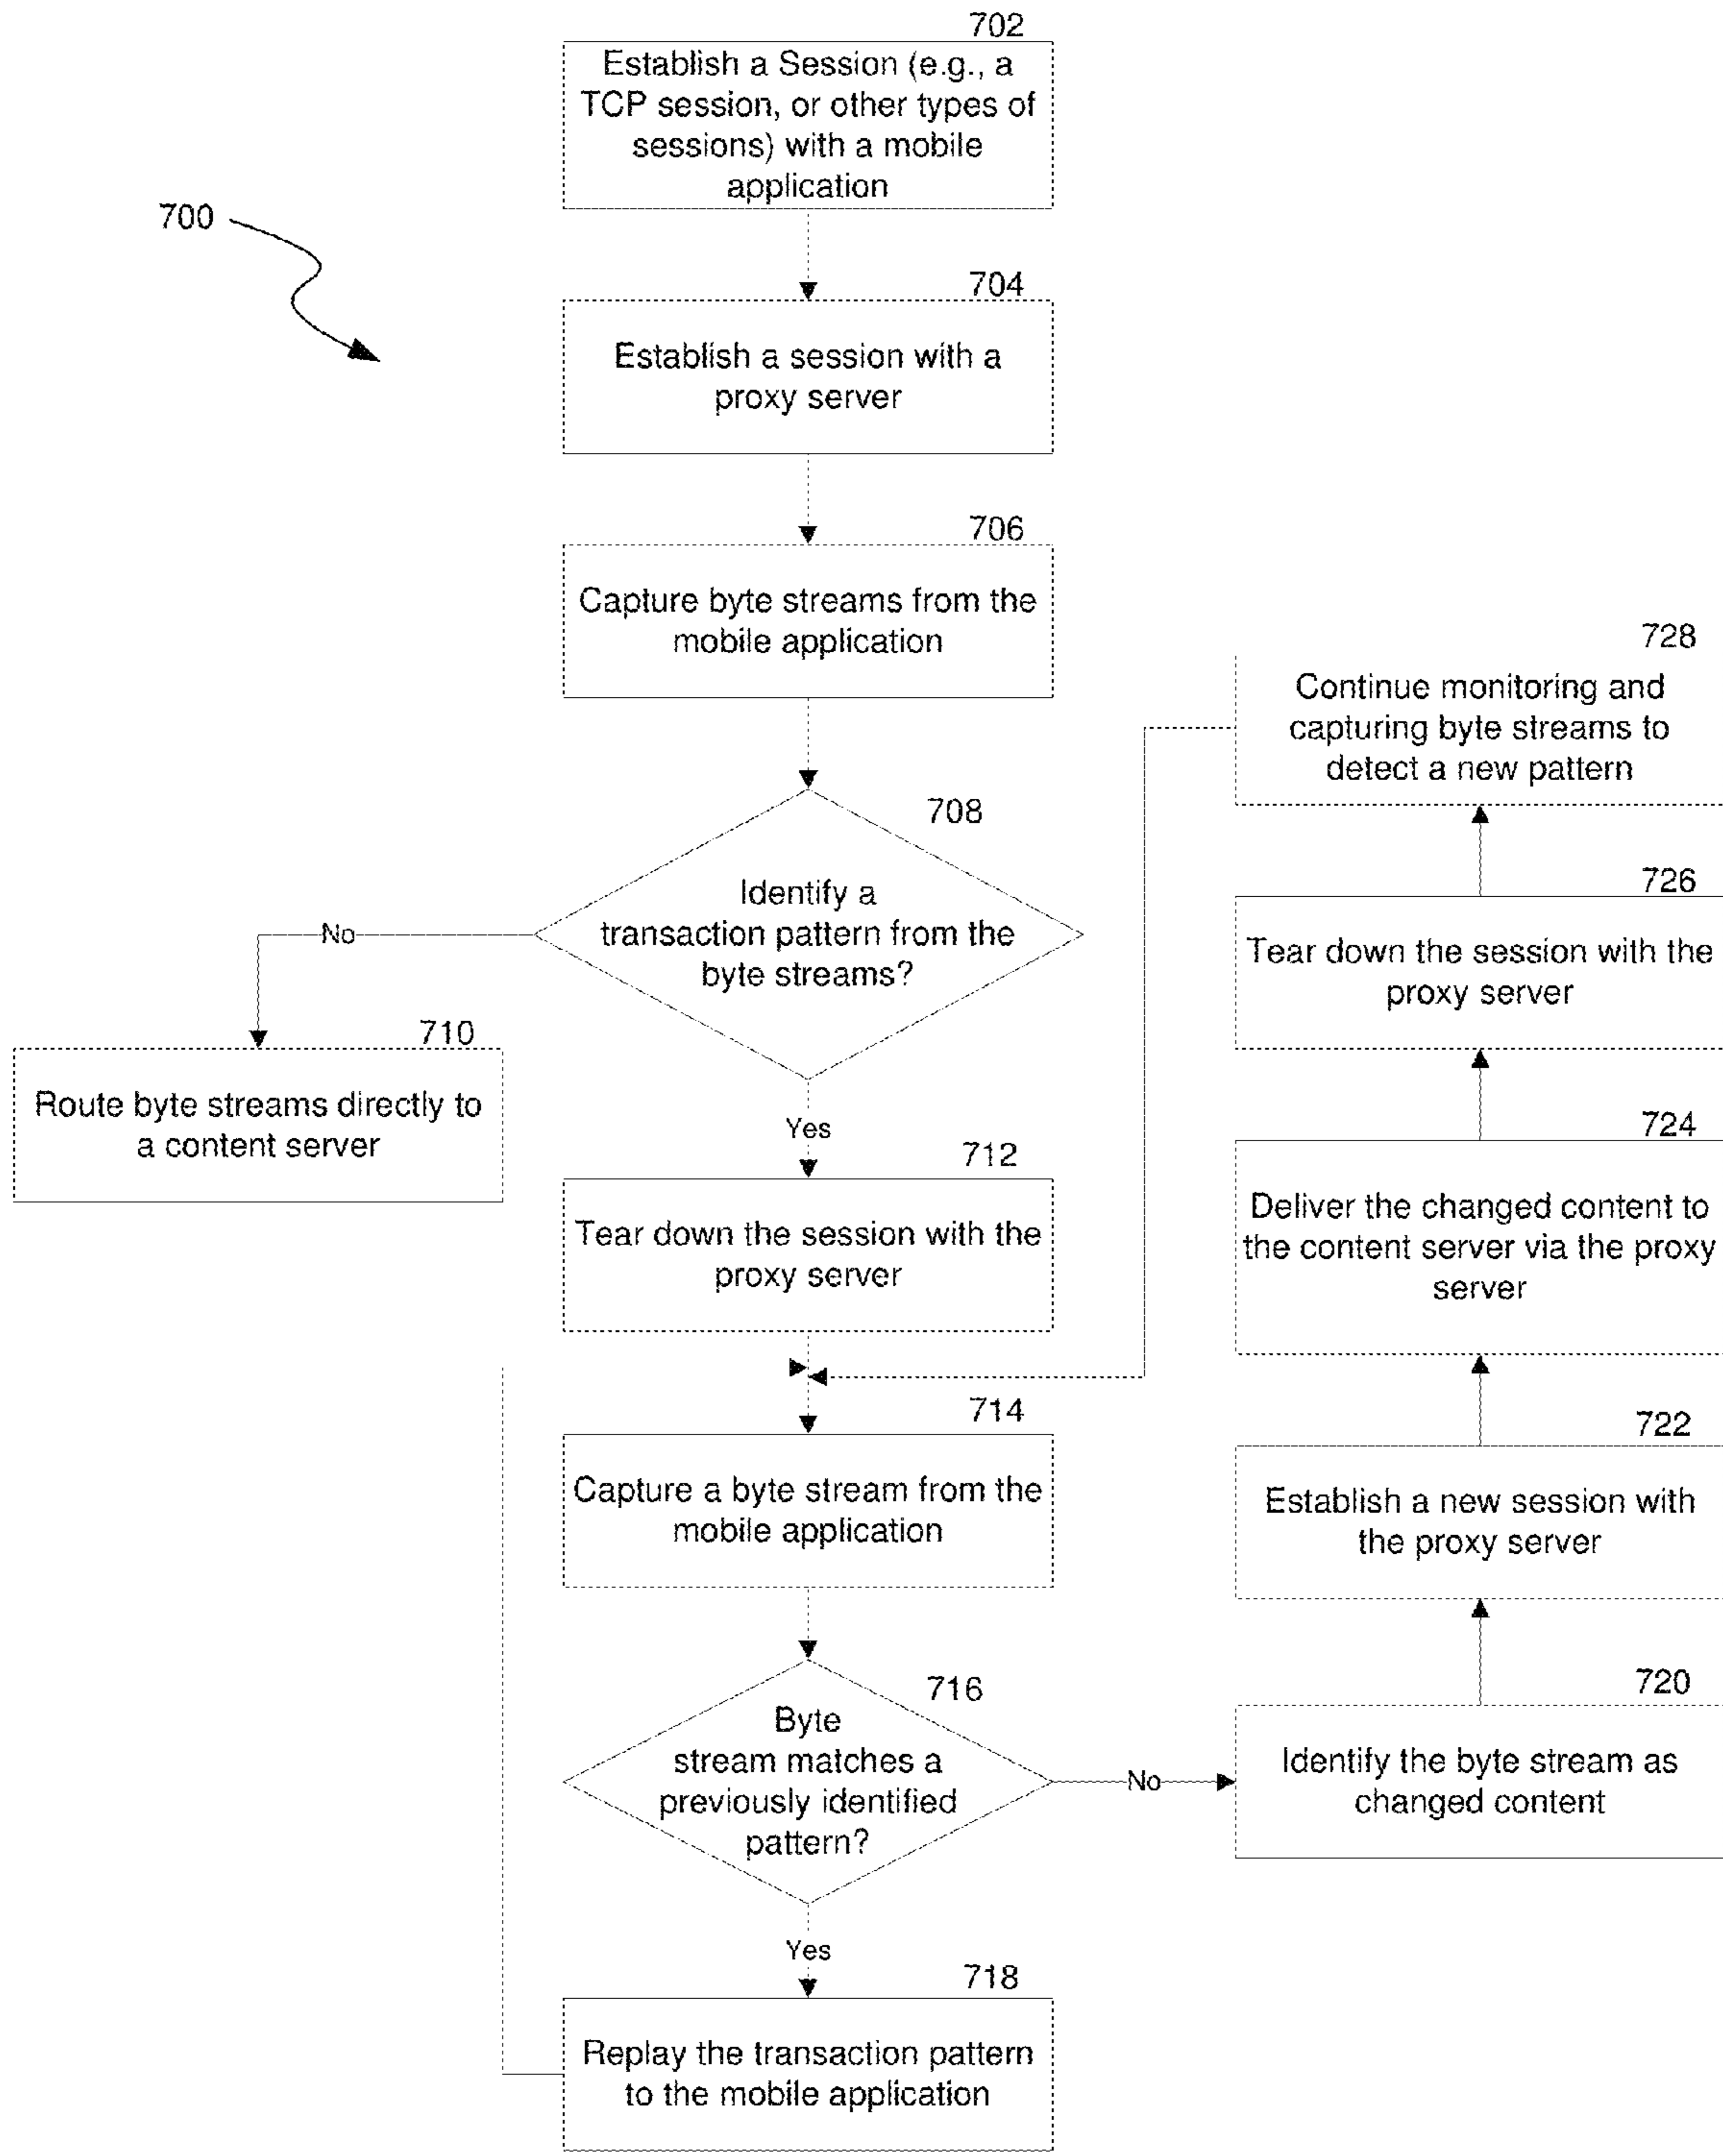 702
Establish a Session (e.g., a
TCP session, or other types of
sessions) with a mobile
application
700
704
Establish a session with a
proxy server
706
Capture byte streams from the
mobile application
708
Identify a
transaction pattern from the
byte streams?
No
710
Route byte streams directly to
a content server
Yes
712
Tear down the session with the
proxy server
714
Capture a byte stream from the
mobile application
716
Byte
stream matches a
previously identified
pattern?
Yes
718
Replay the transaction pattern
to the mobile application
No
720
Identify the byte stream as
changed content
722
Establish a new session with
the proxy server
724
Deliver the changed content to
the content server via the proxy
server
726
Tear down the session with the
proxy server
728
Continue monitoring and
capturing byte streams to
detect a new pattern